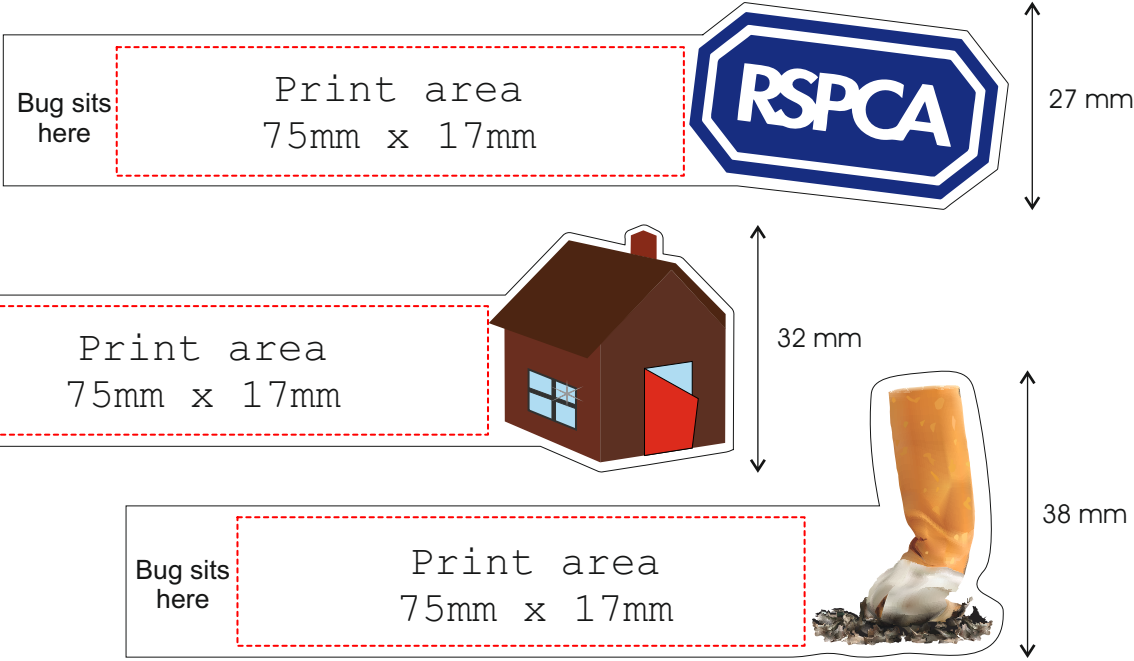 Bug sits
here
Print area
75mm x 17mm
RSPCA
27 mm
Print area
75mm x 17mm
32 mm
Bug sits
here
Print area
75mm x 17mm
38 mm